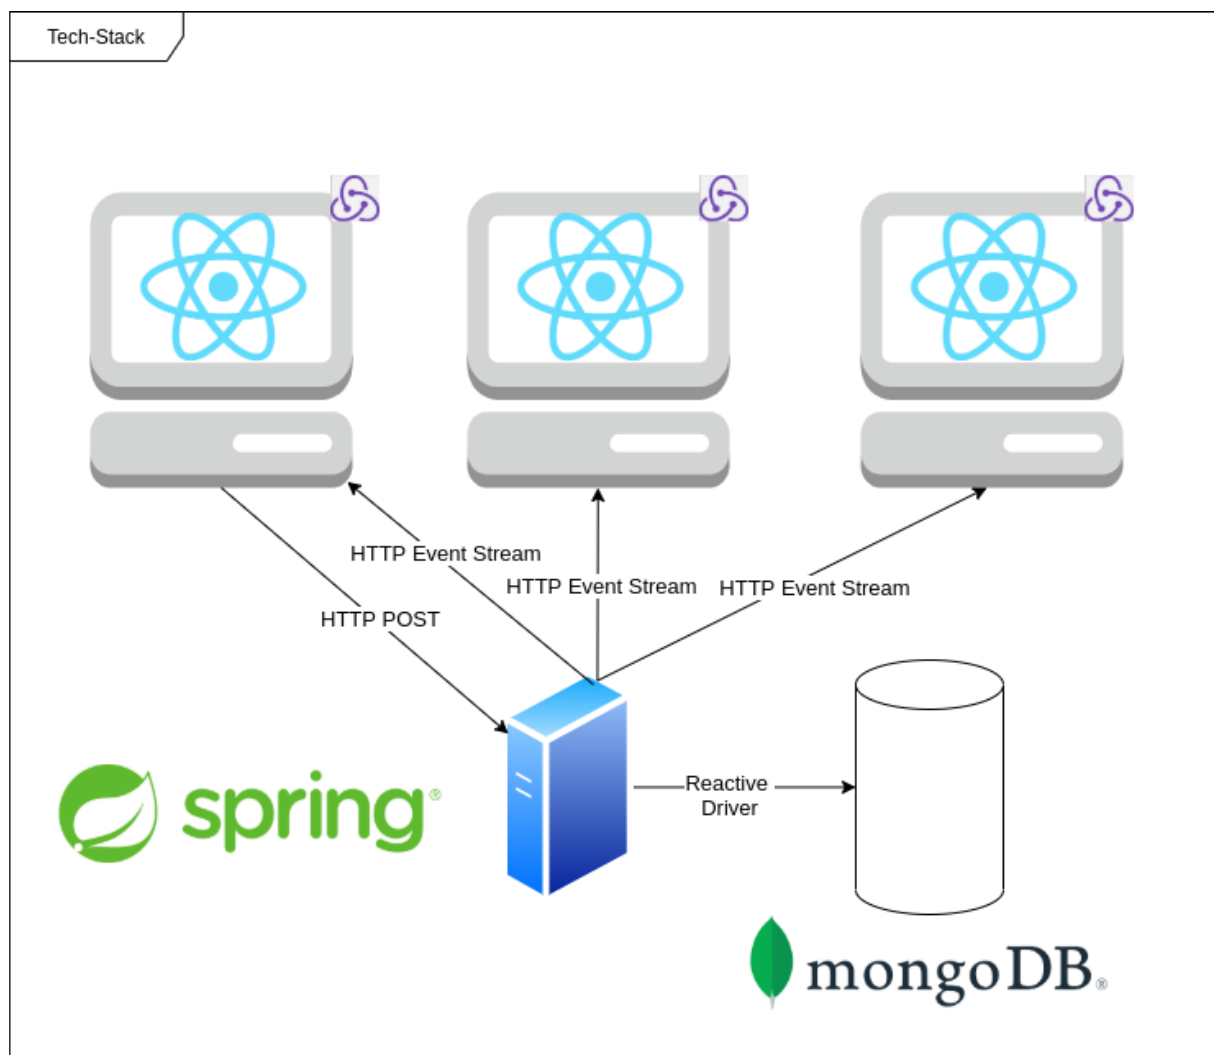 Tech-Stack
HTTP Event Stream
HTTP Event Stream
HTTP Event Stream
HTTP POST
Reactive
Driver
spring®
mongoDB®